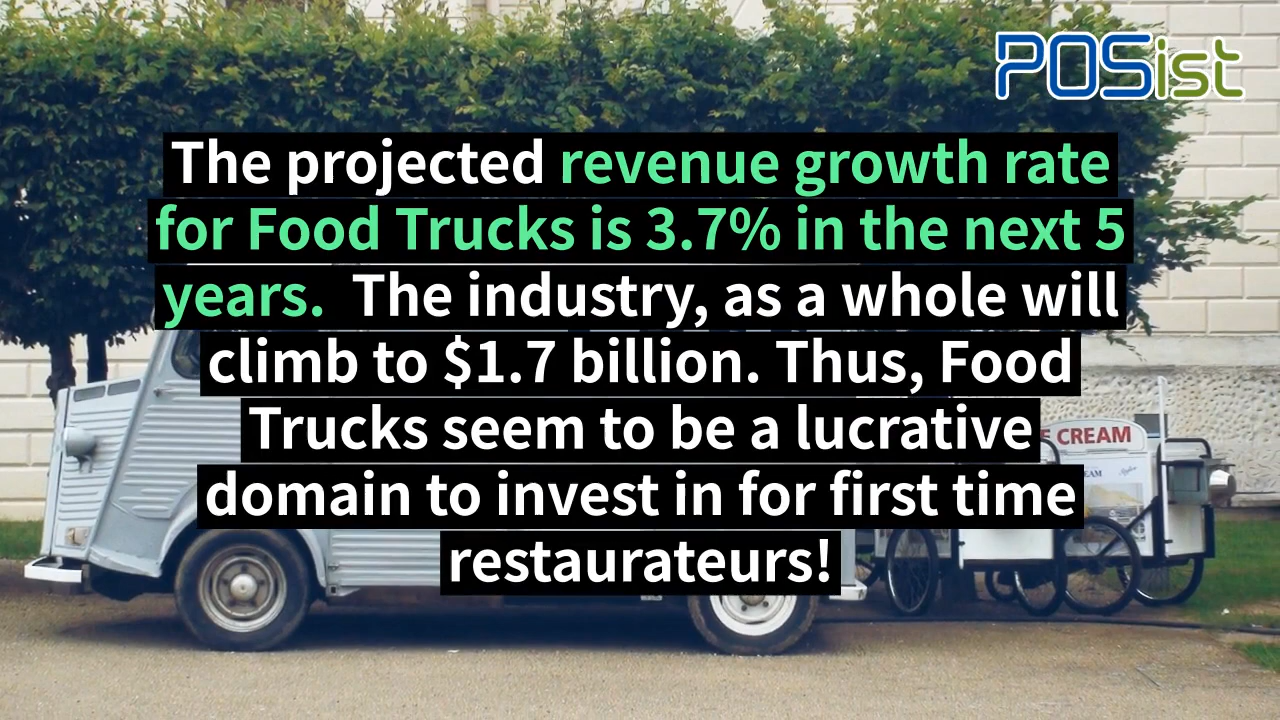 POSist
The projected revenue growth rate
for Food Trucks is 3.7% in the next 5
years.  The industry, as a whole will
climb to $1.7 billion. Thus, Food
Trucks seem to be a lucrative
domain to invest in for first time
restaurateurs!
E CREAM
EAM